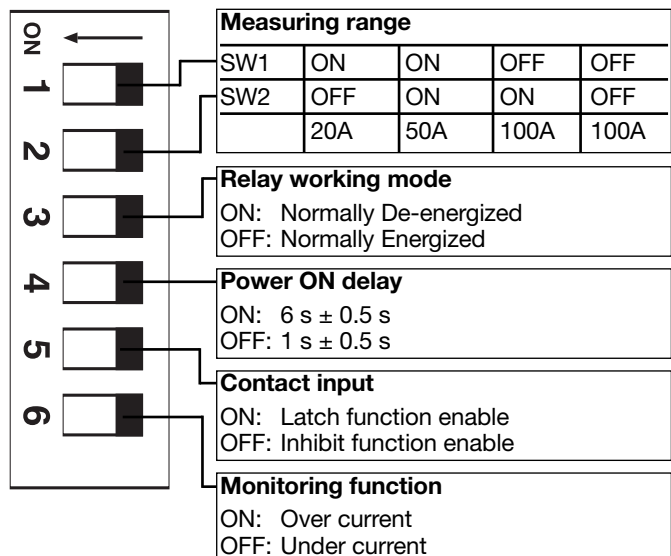 ON
1
2
3
4
5
6
Measuring range
SW1 ON ON OFF OFF
SW2 OFF ON ON OFF
20A 50A 100A 100A
Relay working mode
ON: Normally De-energized
OFF: Normally Energized
Power ON delay
ON: 6 s ± 0.5 s
OFF: 1 s ± 0.5 s
Contact input
ON: Latch function enable
OFF: Inhibit function enable
Monitoring function
ON: Over current
OFF: Under current